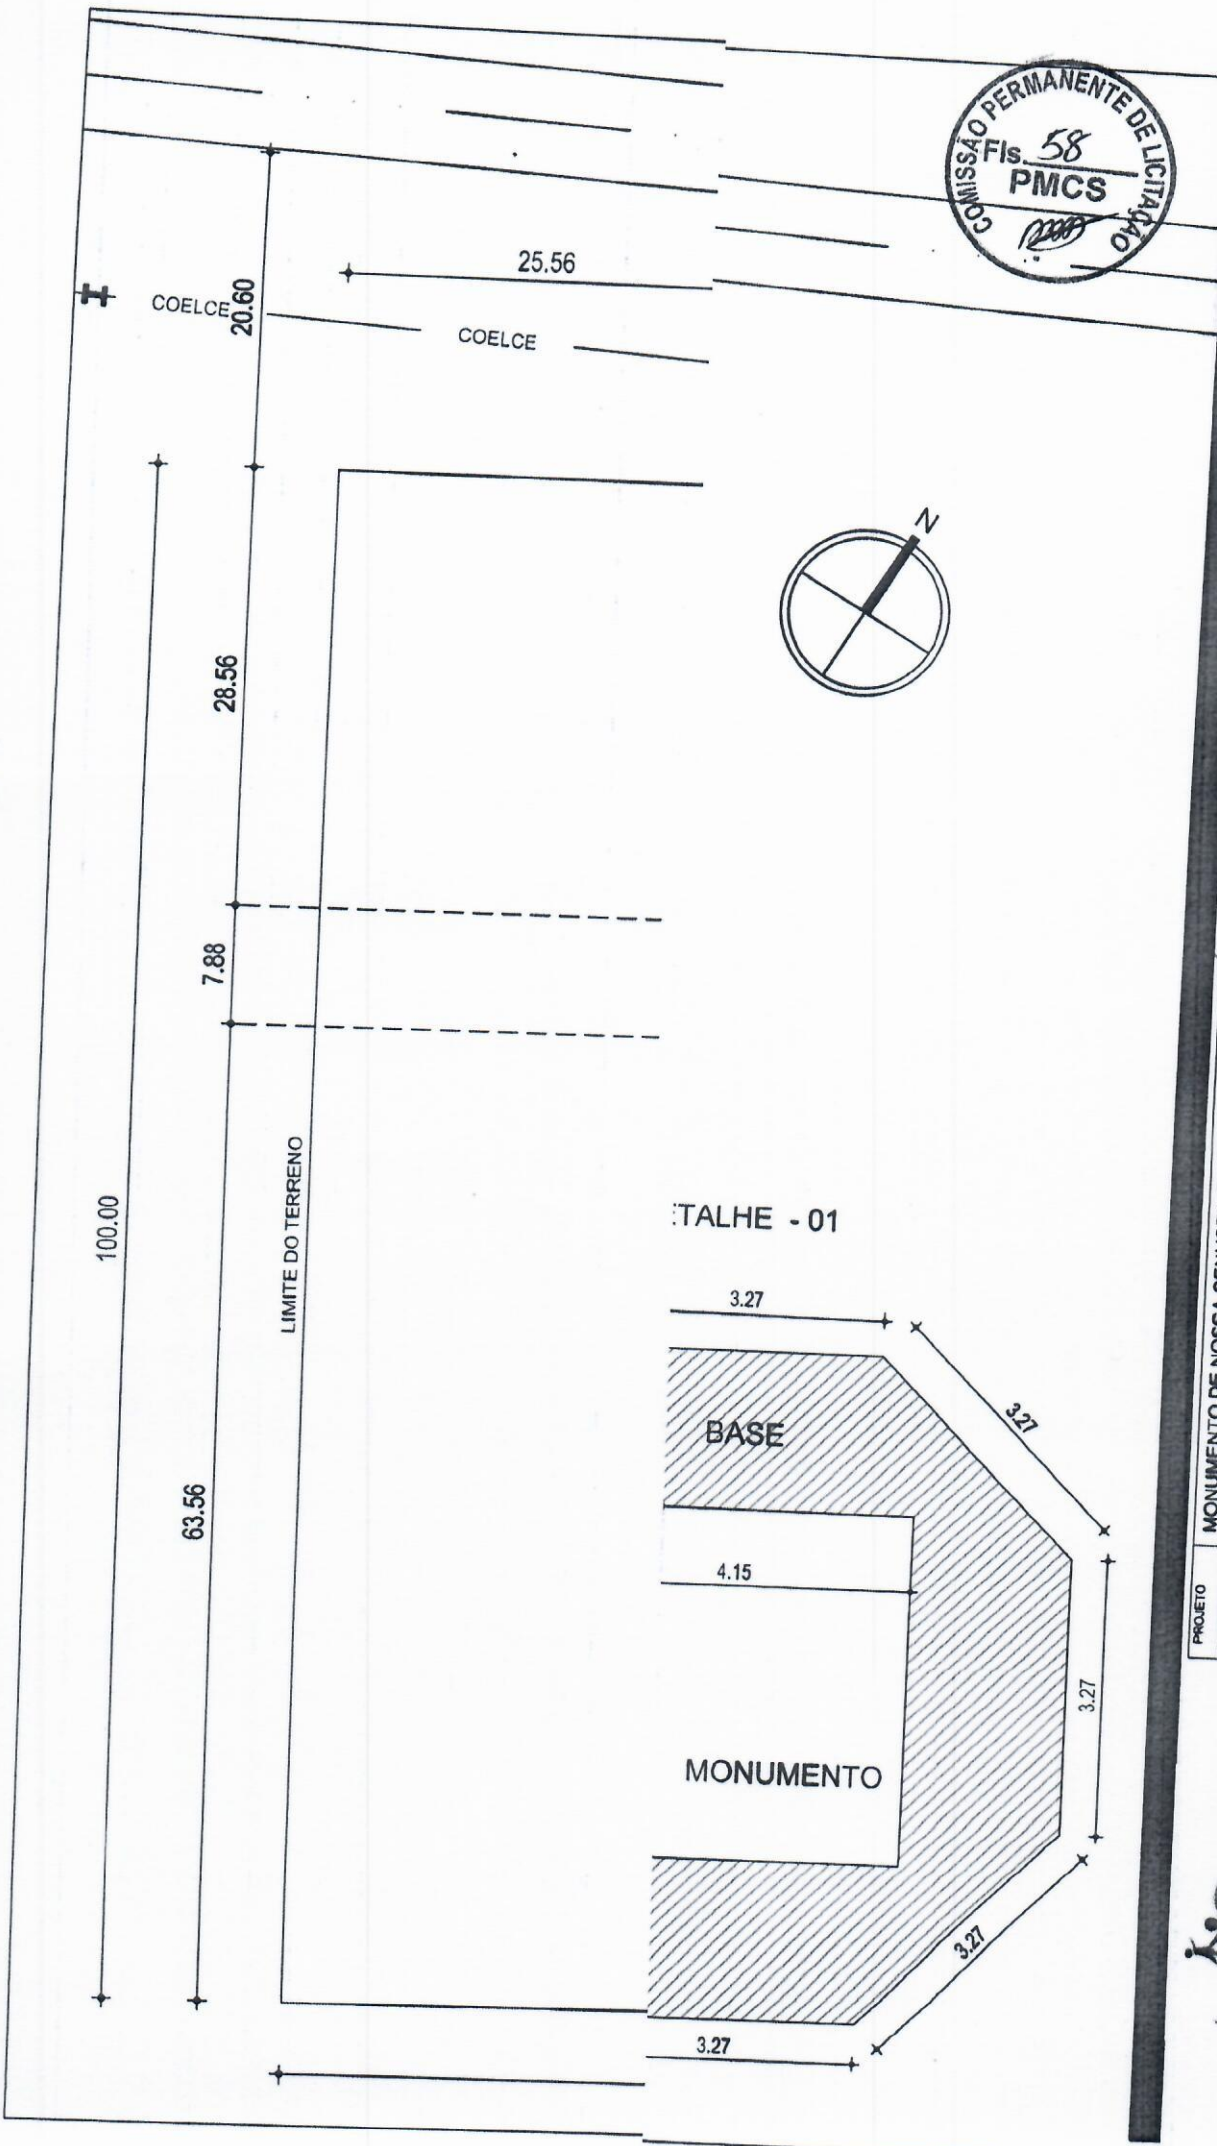 COMISSÃO PERMANENTE DE LICITAÇÃO
Fls. 58
PMCS
25.56
COELCE
20.60
COELCE
N
28.56
7.88
100.00
LIMITE DO TERRENO
TALHE - 01
3.27
3.27
BASE
63.56
4.15
3.27
MONUMENTO
3.27
3.27
PROJETO
MONUMENTO DE NOSSA